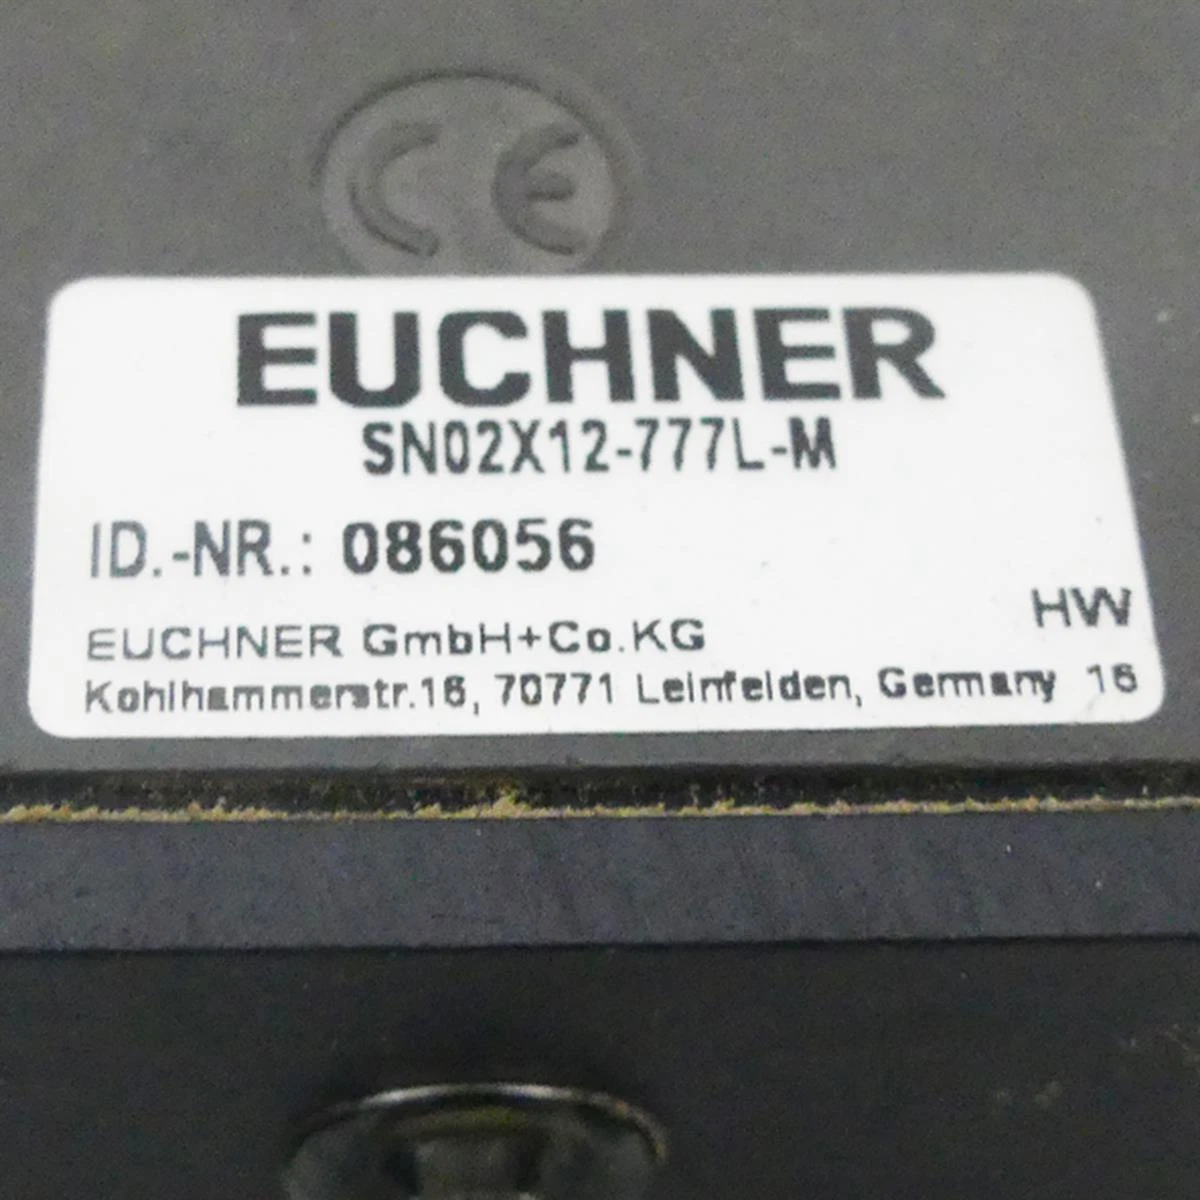 CE
EUCHNER
SN02X12-777L-M
ID.-NR.: 086056
HW
EUCHNER GmbH+Co.KG
Kohlhammerstr.16, 70771 Leinfelden, Germany 16